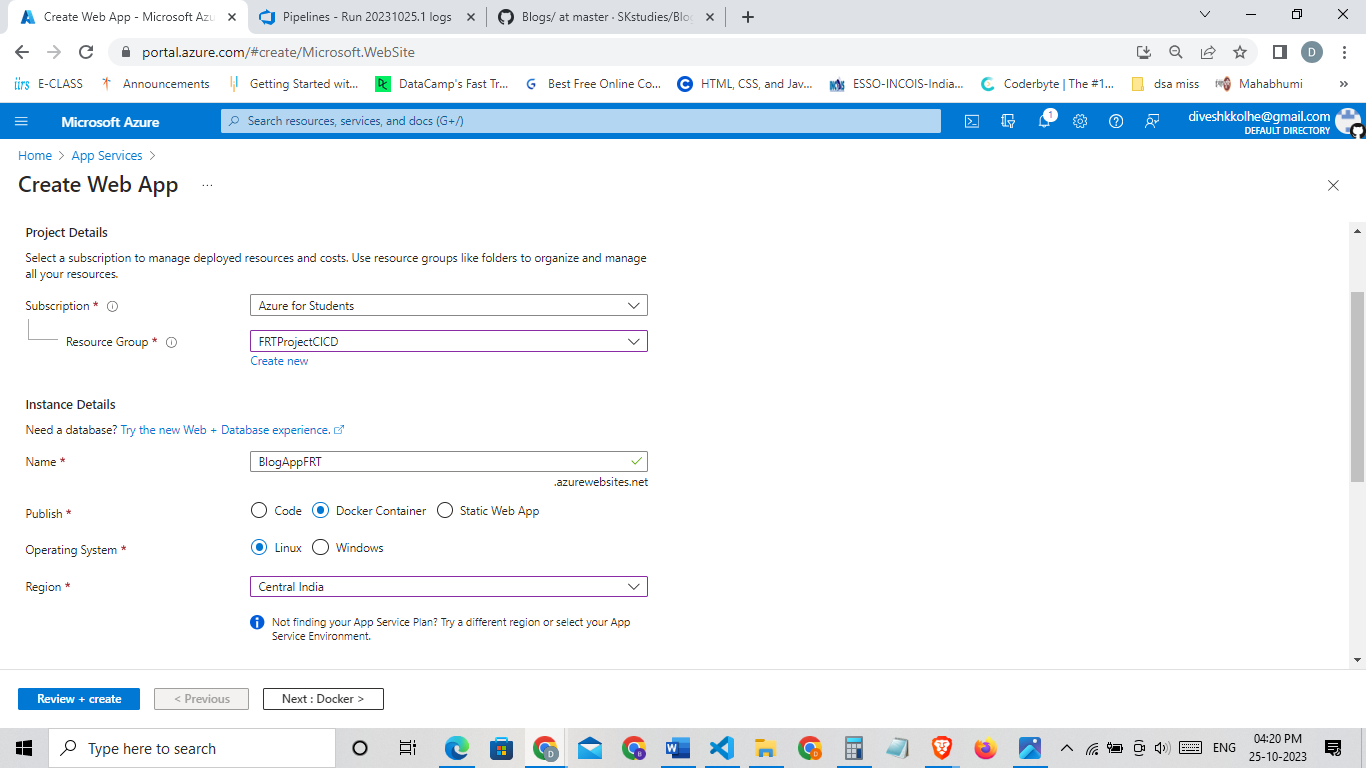 Create Web App - Microsoft Azu
Pipelines - Run 20231025.1 logs
Blogs/ at master · SKstudies/Blo
portal.azure.com/#create/Microsoft.WebSite
D
E-CLASS
Announcements
Getting Started wit...
DataCamp's Fast Tr...
Best Free Online Co...
HTML, CSS, and Jav...
ESSO-INCOIS-India...
Coderbyte | The #1...
dsa miss
Mahabhumi
»
Microsoft Azure
Search resources, services, and docs (G+/)
1
diveshkkolhe@gmail.com
DEFAULT DIRECTORY
Home > App Services >
Create Web App ...
Project Details
Select a subscription to manage deployed resources and costs. Use resource groups like folders to organize and manage
all your resources.
Subscription * Azure for Students
Resource Group * FRTProjectCICD
Create new
Instance Details
Need a database? Try the new Web + Database experience.
Name * BlogAppFRT
.azurewebsites.net
Publish * Code Docker Container Static Web App
Operating System * Linux Windows
Region * Central India
Not finding your App Service Plan? Try a different region or select your App
Service Environment.
Review + create
< Previous
Next : Docker >
Type here to search
ENG
04:20 PM
25-10-2023